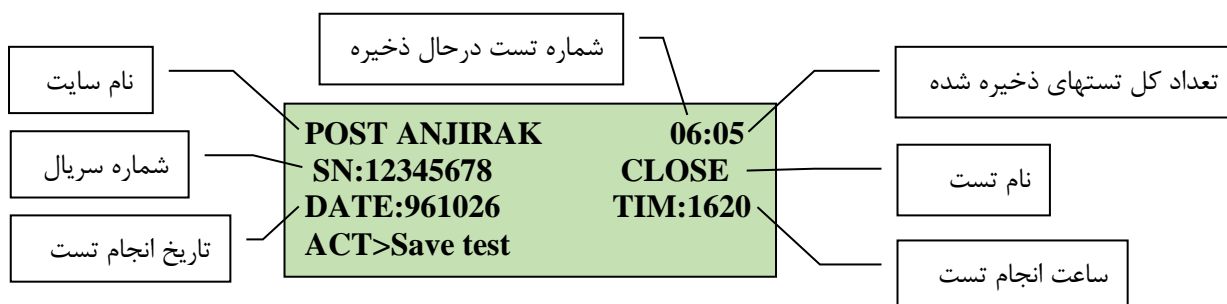 شماره تست درحال ذخیره
نام سایت
تعداد کل تستهای ذخیره شده
POST ANJIRAK 06:05
شماره سریال
SN:12345678 CLOSE
نام تست
DATE:961026 TIM:1620
تاریخ انجام تست
ACT>Save test
ساعت انجام تست